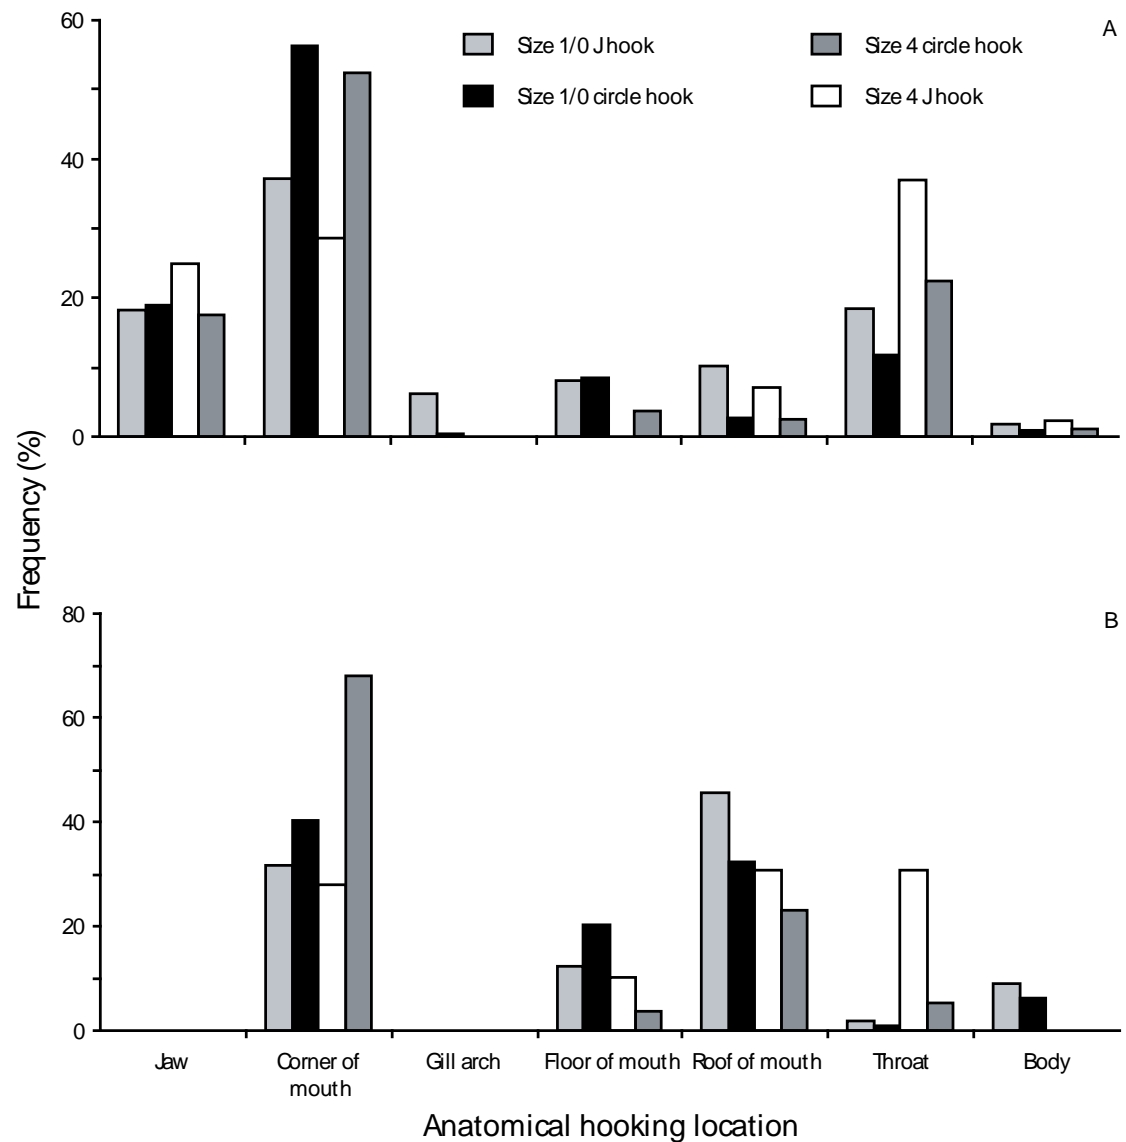 A
Size 1/0 J hook
Size 4 circle hook
Size 1/0 circle hook
Size 4 J hook
60
40
20
0
Frequency (%)
B
80
60
40
20
0
Jaw
Corner of
mouth
Gill arch
Floor of mouth
Roof of mouth
Throat
Body
Anatomical hooking location